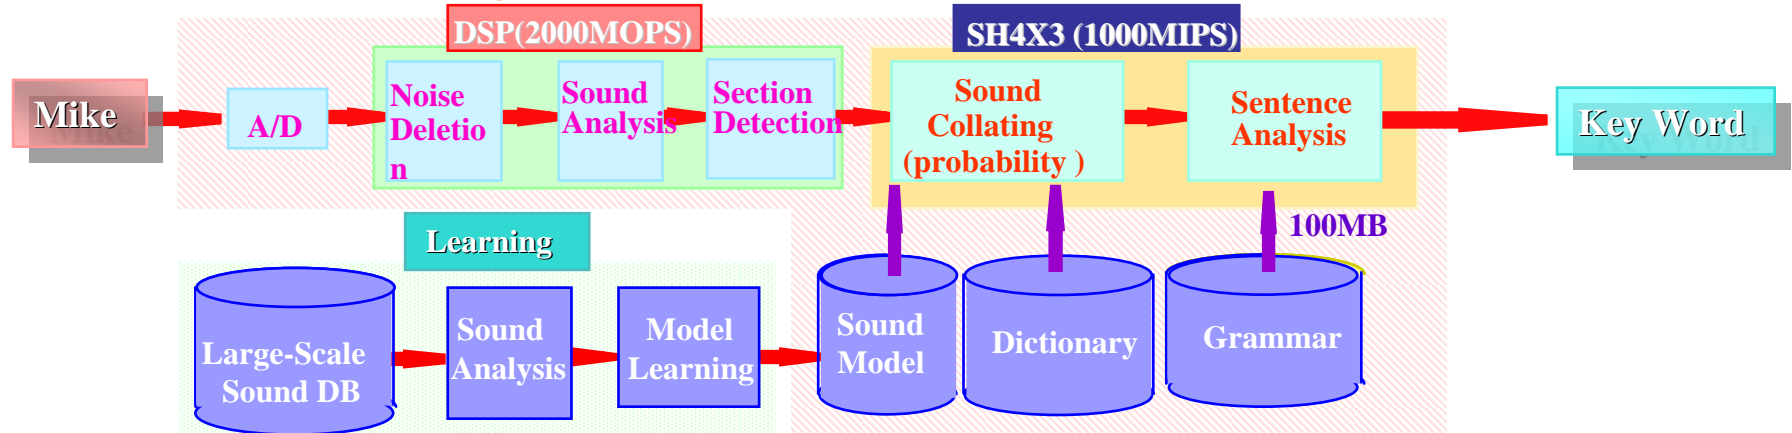 DSP(2000MOPS)
SH4X3 (1000MIPS)
Mike
A/D
Noise
Deletio
n
Sound
Analysis
Section
Detection
Sound
Collating
(probability )
Sentence
Analysis
Key Word
100MB
Learning
Large-Scale
Sound DB
Sound
Analysis
Model
Learning
Sound
Model
Dictionary
Grammar